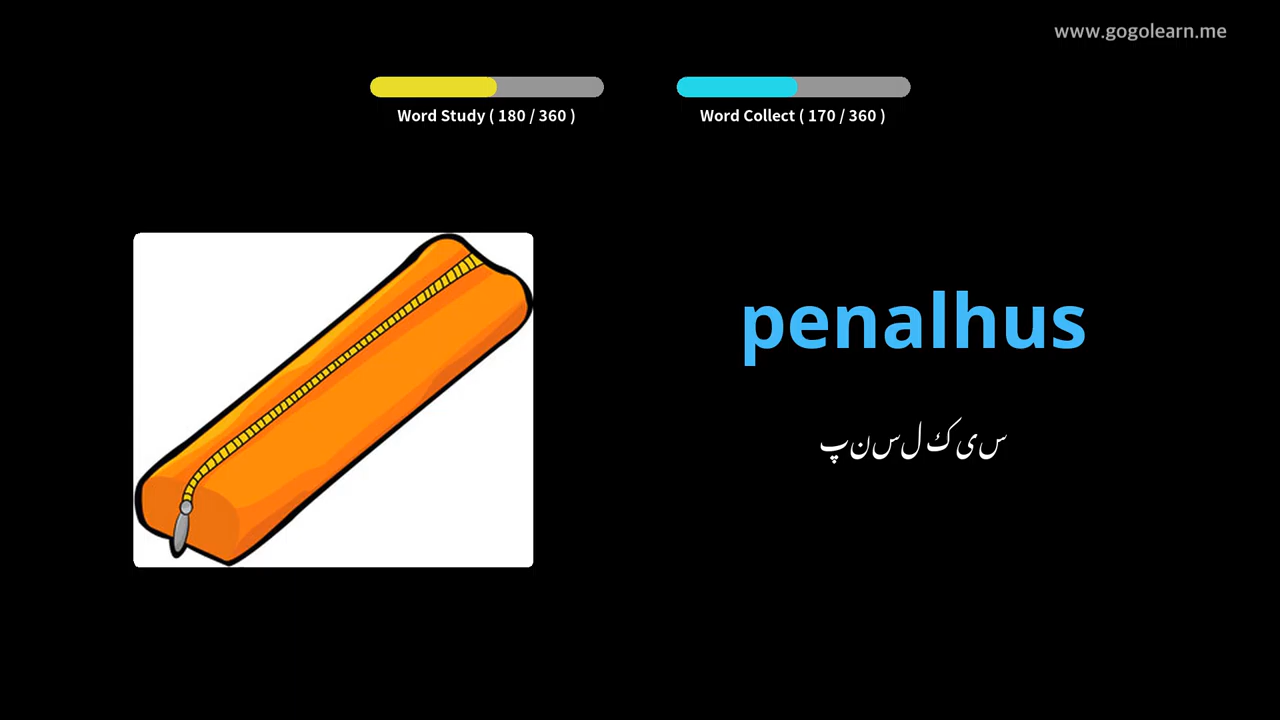 www.gogolearn.me
Word Study ( 180 / 360 )
Word Collect ( 170 / 360 )
penalhus
پنسل کیس